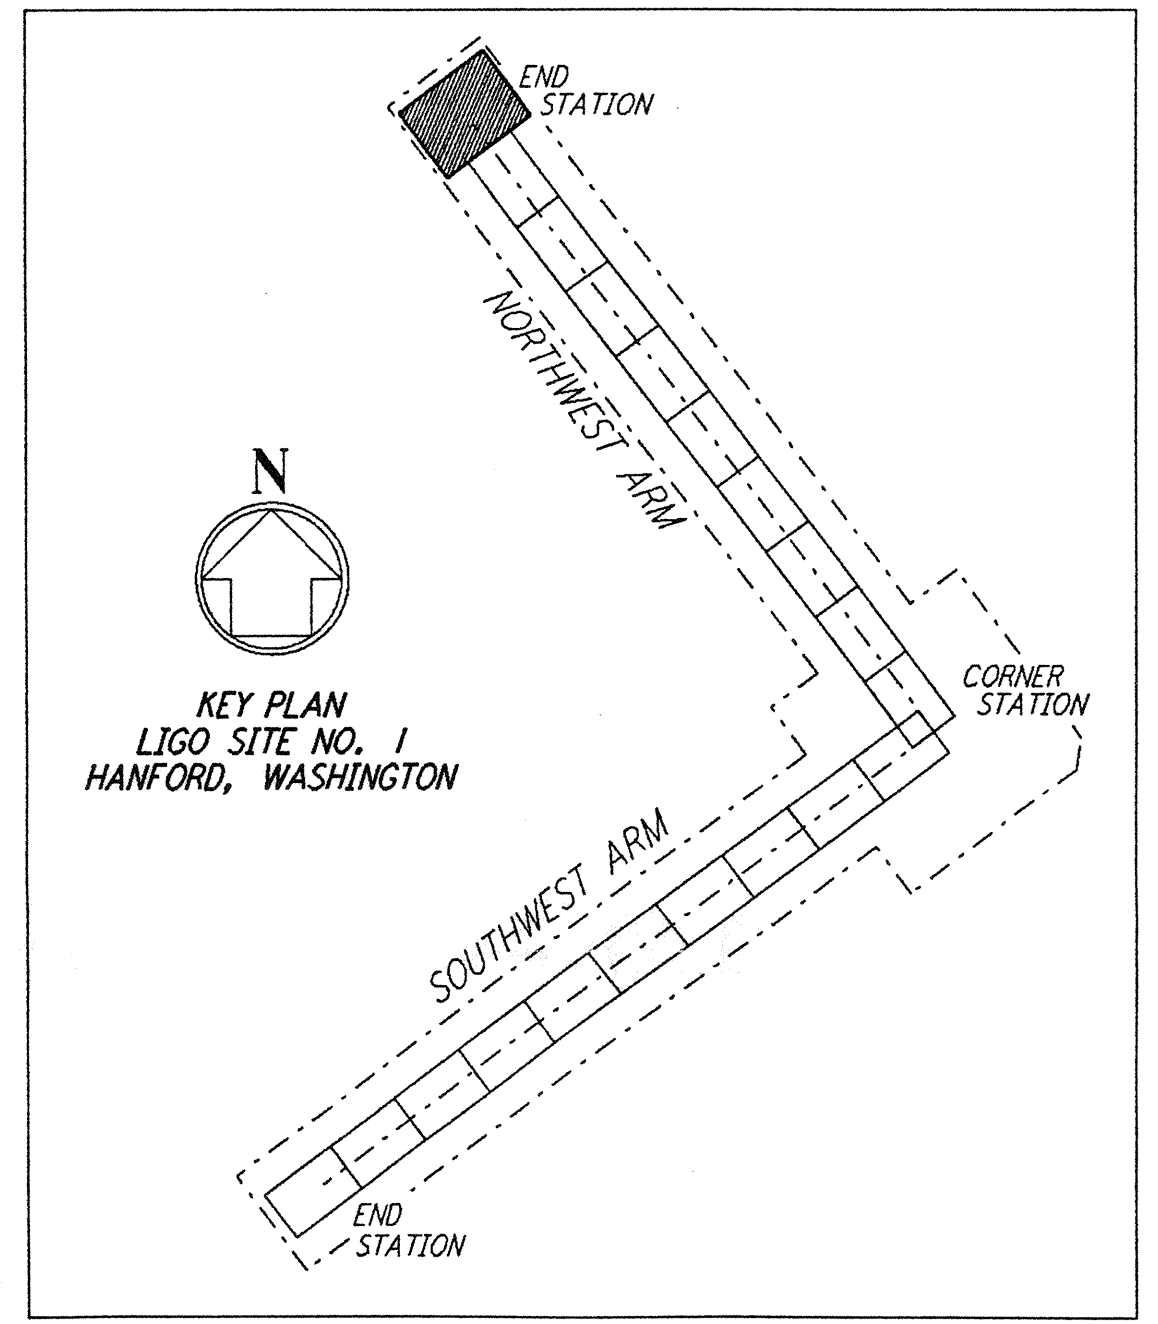 END
STATION
NORTHWEST ARM
N
CORNER
STATION
KEY PLAN
LIGO SITE NO. 1
HANFORD, WASHINGTON
SOUTHWEST ARM
END
STATION